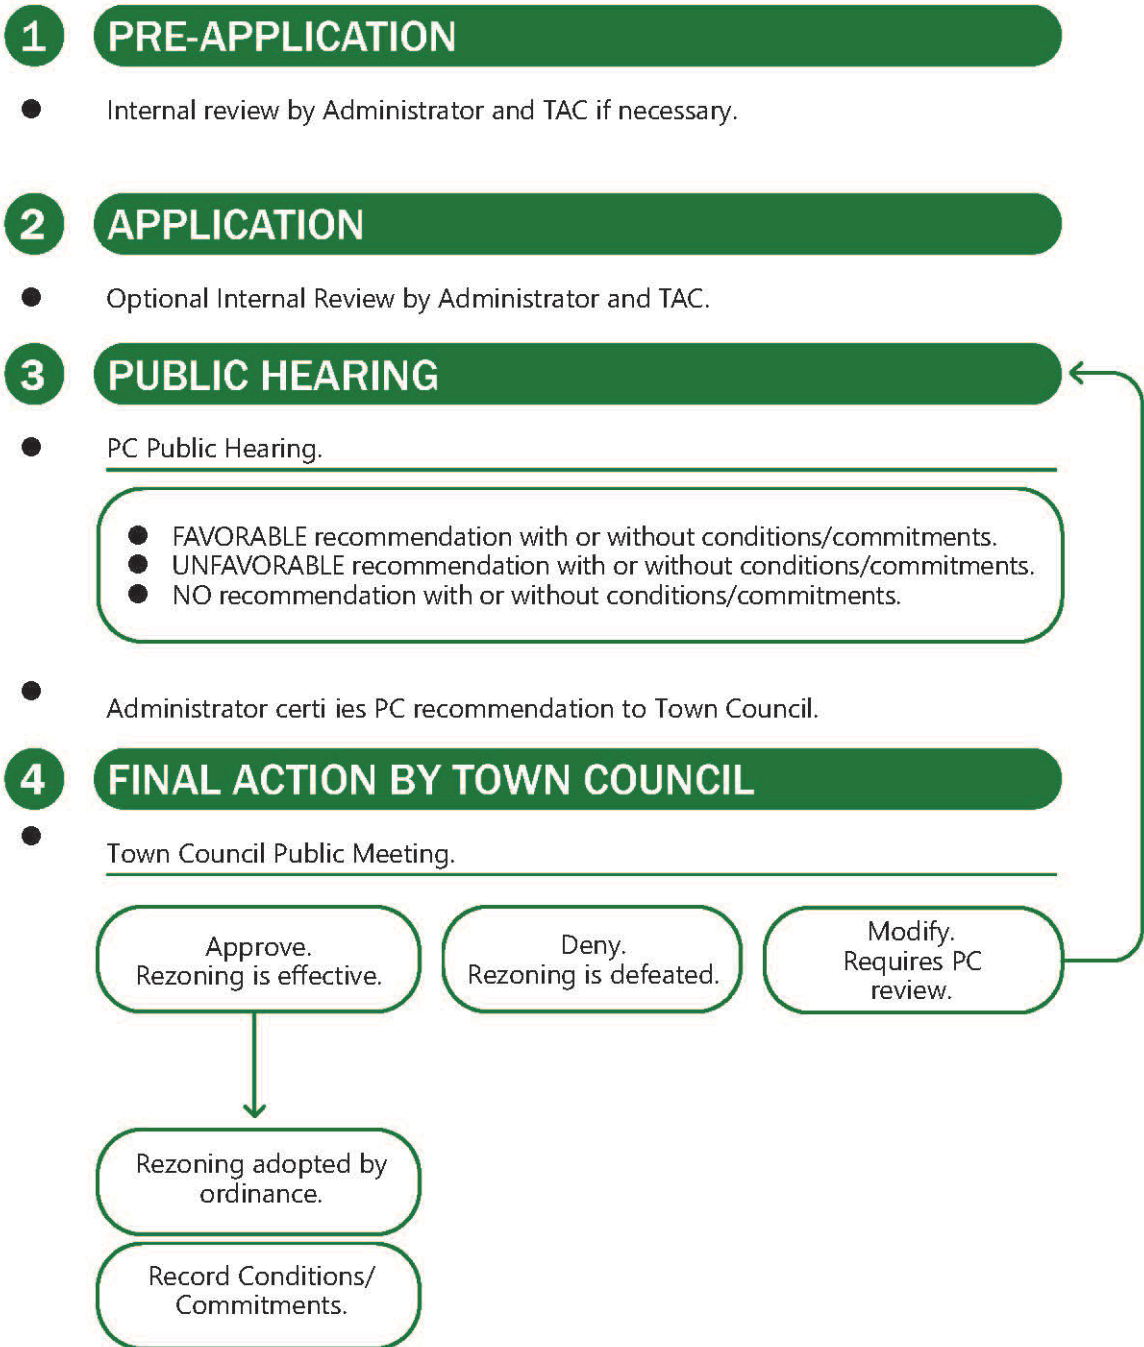 1 PRE-APPLICATION
● Internal review by Administrator and TAC if necessary.
2 APPLICATION
● Optional Internal Review by Administrator and TAC.
3 PUBLIC HEARING
● PC Public Hearing.
● FAVORABLE recommendation with or without conditions/commitments.
● UNFAVORABLE recommendation with or without conditions/commitments.
● NO recommendation with or without conditions/commitments.
● Administrator certi ies PC recommendation to Town Council.
4 FINAL ACTION BY TOWN COUNCIL
● Town Council Public Meeting.
Approve.
Rezoning is effective.
Deny.
Rezoning is defeated.
Modify.
Requires PC
review.
Rezoning adopted by
ordinance.
Record Conditions/
Commitments.